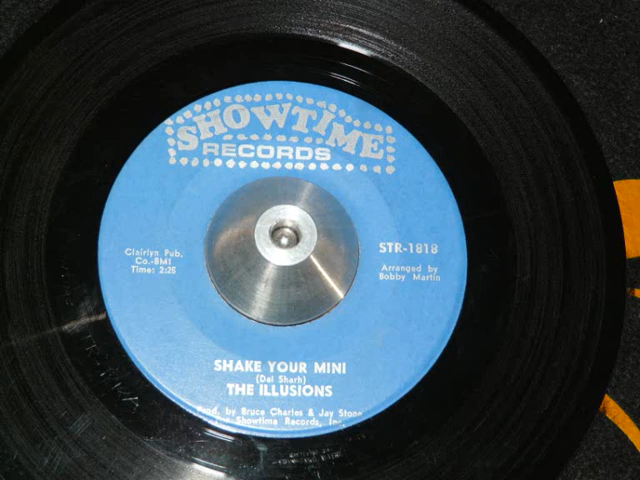 SHOWTIME
RECORDS
Clairlyn Pub.
Co.-BMI
Time: 2:25
STR-1818
Arranged by
Bobby Martin
SHAKE YOUR MINI
(Dal Sharh)
THE ILLUSIONS
Prod. by Bruce Charles & Jay Stone
for Showtime Records, Inc.